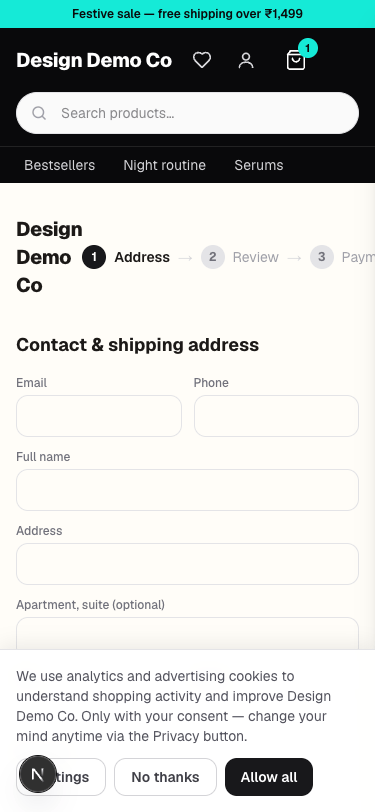 Festive sale — free shipping over ₹1,499
Design Demo Co
1
Search products…
Bestsellers Night routine Serums
Design
Demo
Co
1 Address → 2 Review → 3 Paym
Contact & shipping address
Email Phone
Full name
Address
Apartment, suite (optional)
We use analytics and advertising cookies to
understand shopping activity and improve Design
Demo Co. Only with your consent — change your
mind anytime via the Privacy button.
N tings No thanks Allow all